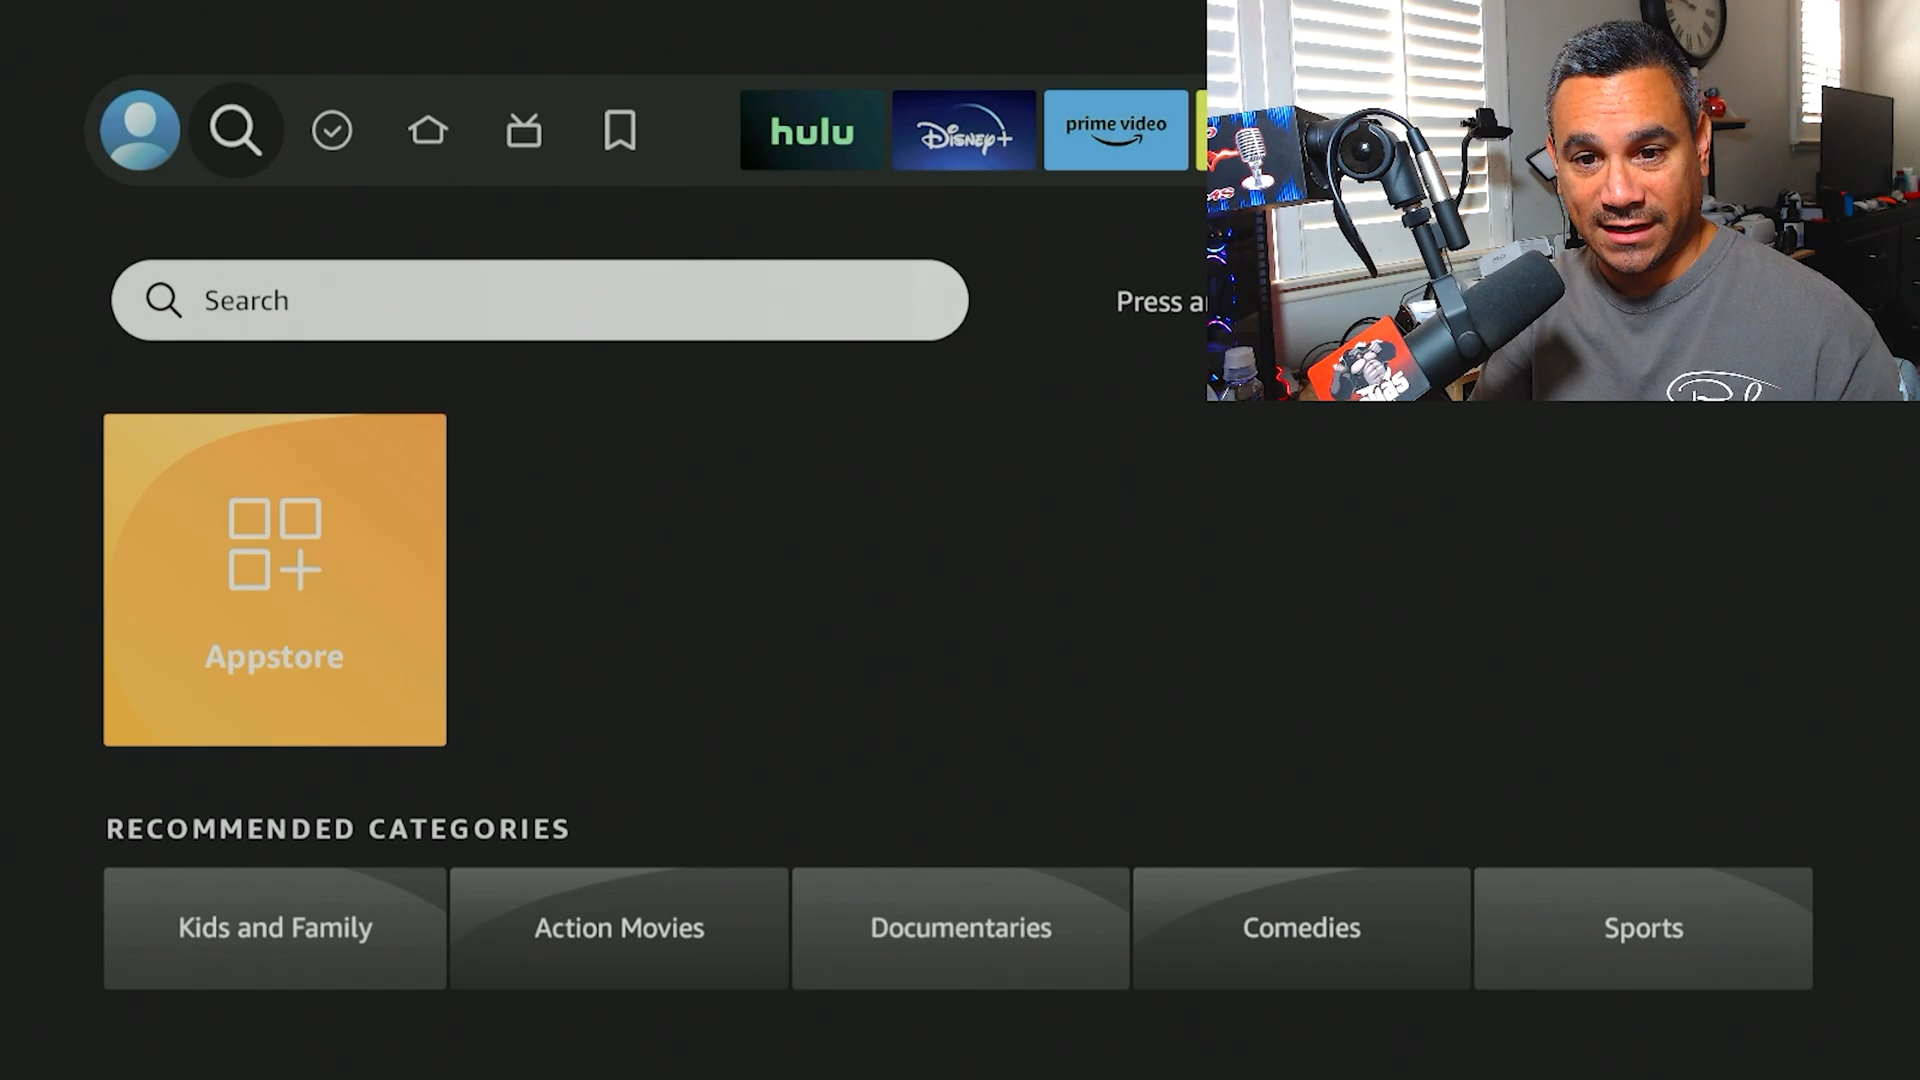 hulu
Disney+
prime video
Search
Press
Appstore
RECOMMENDED CATEGORIES
Kids and Family
Action Movies
Documentaries
Comedies
Sports